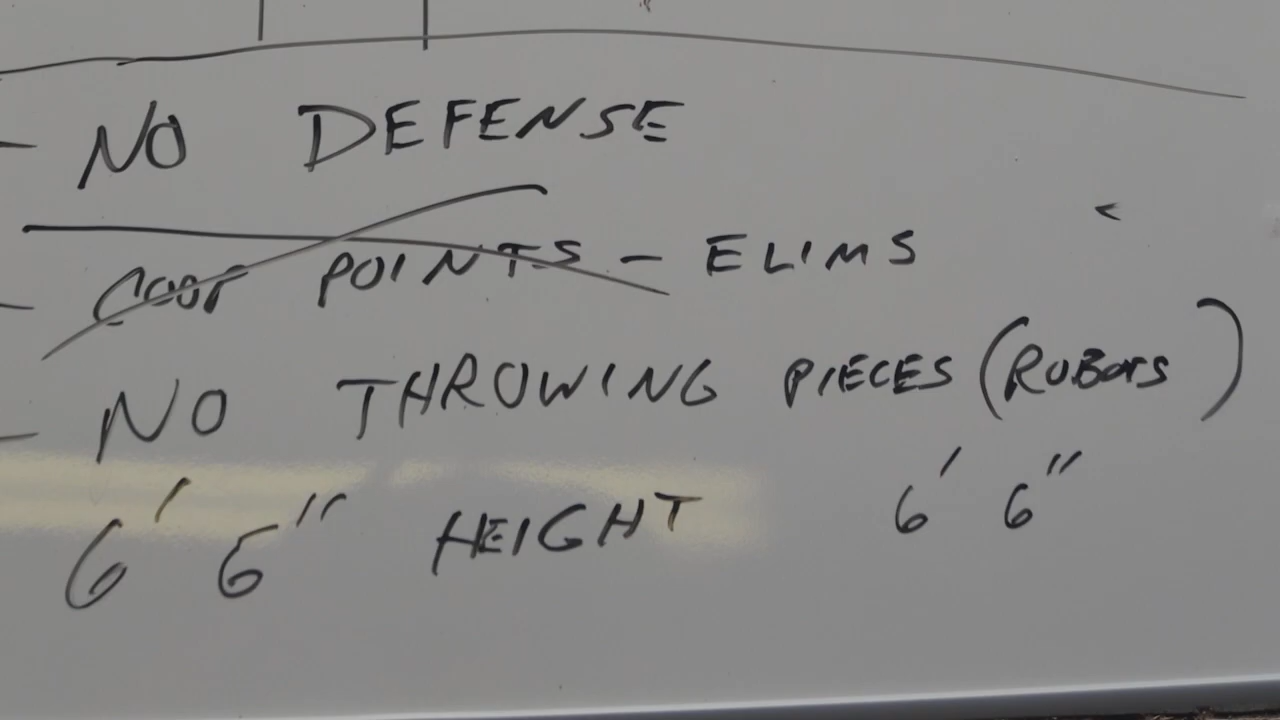 - NO DEFENSE
- COOP POINTS - ELIMS
- NO THROWING PIECES (ROBOTS)
6' 6" HEIGHT 6' 6"